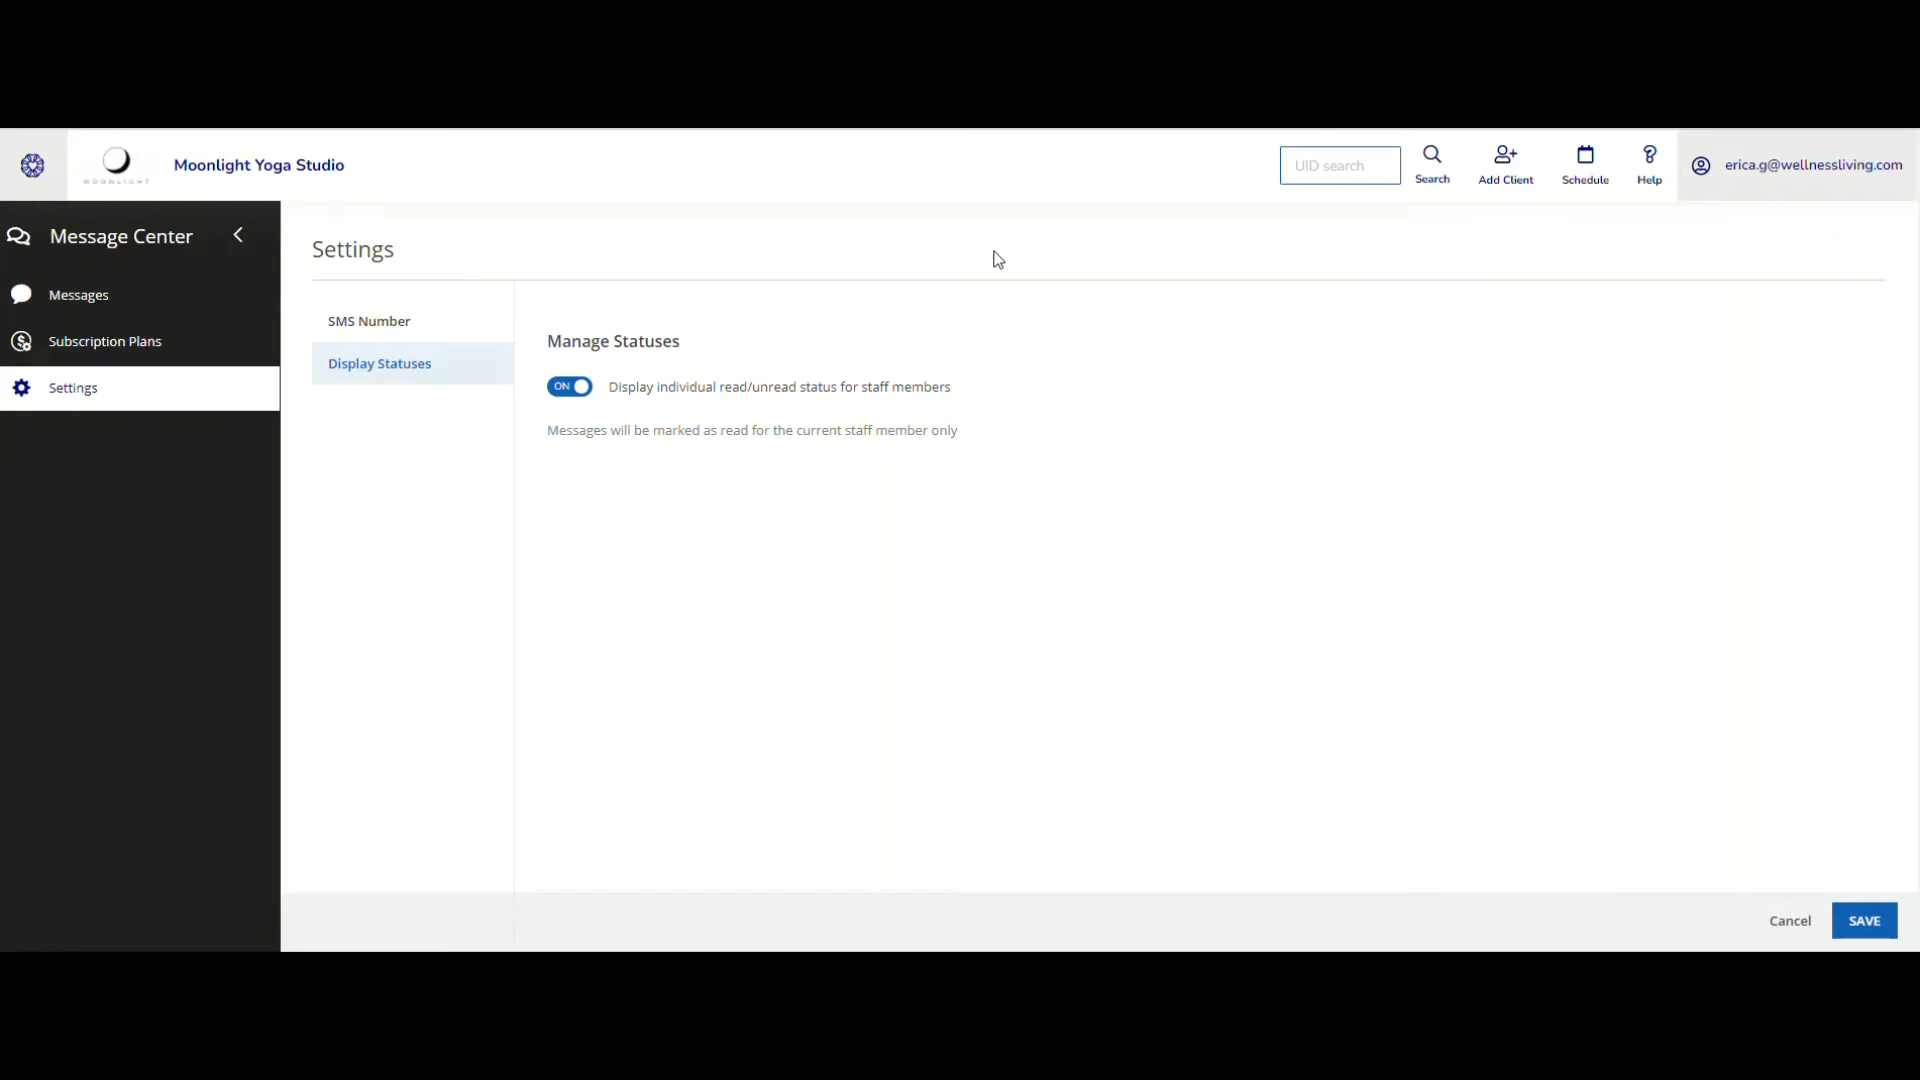 MOONLIGHT
Moonlight Yoga Studio
UID search
Search
Add Client
Schedule
Help
erica.g@wellnessliving.com
Message Center
Messages
Subscription Plans
Settings
Settings
SMS Number
Display Statuses
Manage Statuses
ON
Display individual read/unread status for staff members
Messages will be marked as read for the current staff member only
Cancel
SAVE